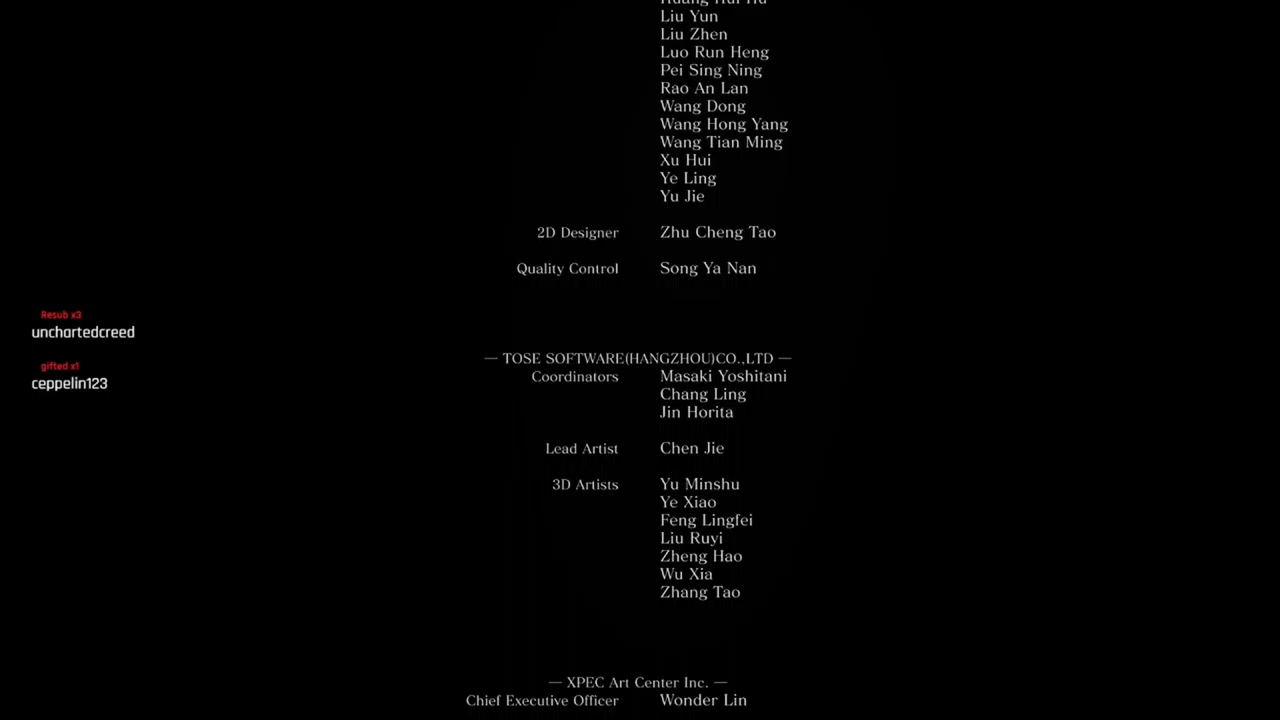 Liu Yun
Liu Zhen
Luo Run Heng
Pei Sing Ning
Rao An Lan
Wang Dong
Wang Hong Yang
Wang Tian Ming
Xu Hui
Ye Ling
Yu Jie
2D Designer Zhu Cheng Tao
Quality Control Song Ya Nan
Resub x3
unchartedcreed
gifted x1
ceppelin123
— TOSE SOFTWARE(HANGZHOU)CO.,LTD —
Coordinators Masaki Yoshitani
Chang Ling
Jin Horita
Lead Artist Chen Jie
3D Artists Yu Minshu
Ye Xiao
Feng Lingfei
Liu Ruyi
Zheng Hao
Wu Xia
Zhang Tao
— XPEC Art Center Inc. —
Chief Executive Officer Wonder Lin